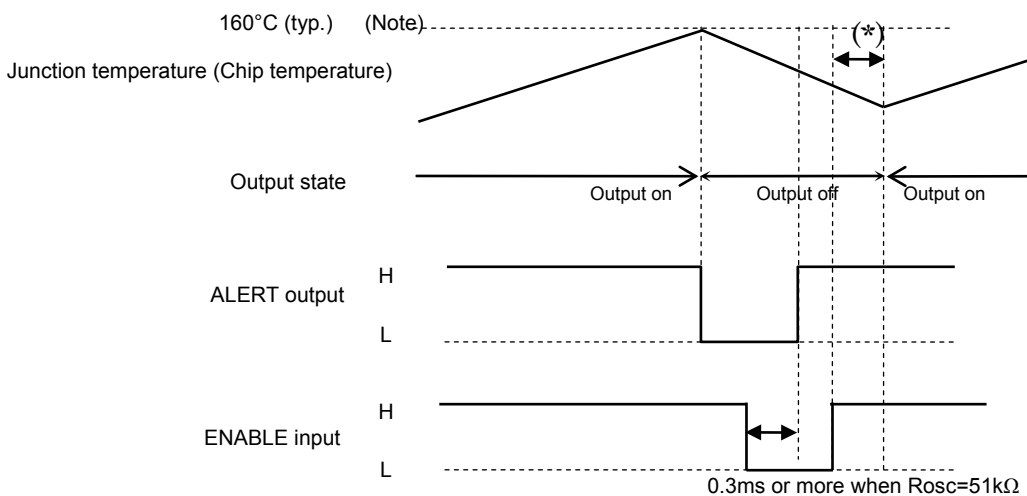 160°C (typ.) (Note)
(*)
Junction temperature (Chip temperature)
Output state
Output on
Output off
Output on
H
ALERT output
L
H
ENABLE input
L
0.3ms or more when Rosc=51kΩ